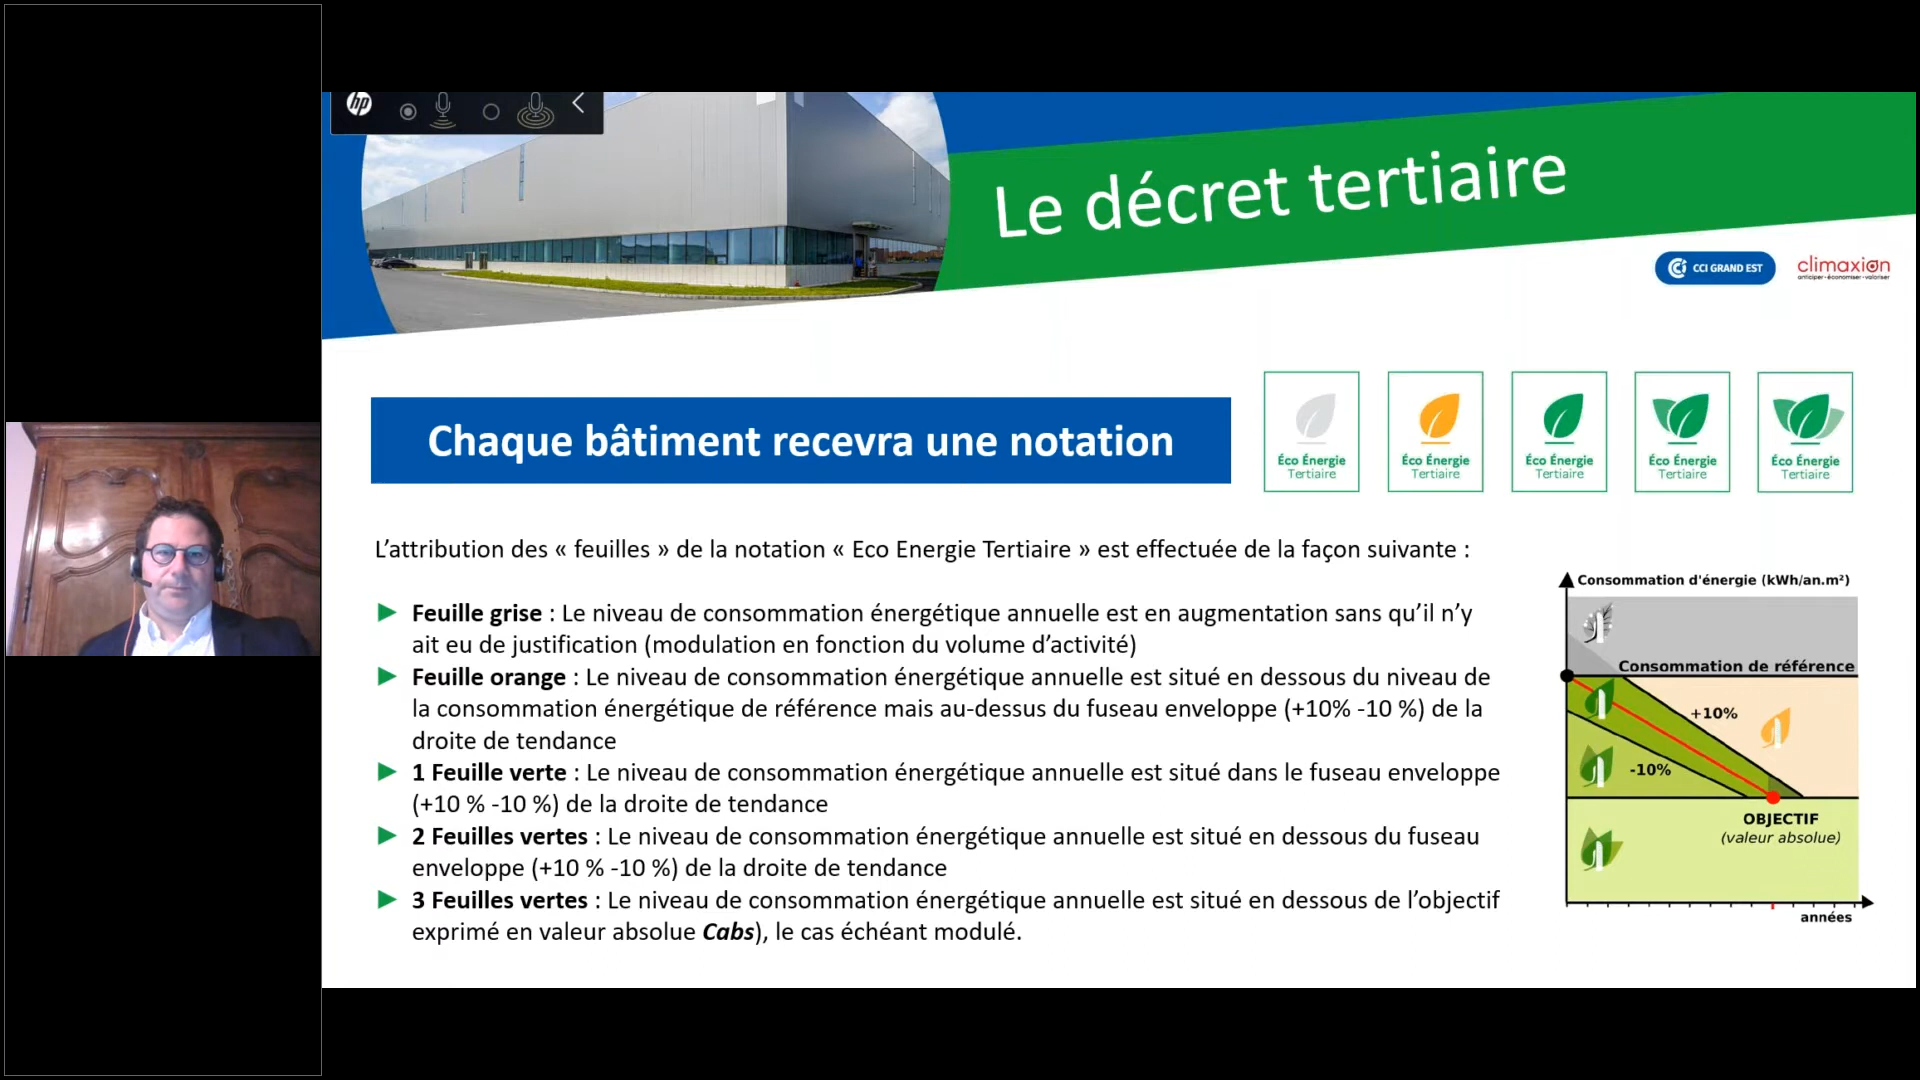 hp
Le décret tertiaire
CCI GRAND EST
climaxion
anticiper · économiser · valoriser
Chaque bâtiment recevra une notation
Éco Énergie
Tertiaire
Éco Énergie
Tertiaire
Éco Énergie
Tertiaire
Éco Énergie
Tertiaire
Éco Énergie
Tertiaire
L’attribution des « feuilles » de la notation « Eco Energie Tertiaire » est effectuée de la façon suivante :
Feuille grise : Le niveau de consommation énergétique annuelle est en augmentation sans qu’il n’y
ait eu de justification (modulation en fonction du volume d’activité)
Feuille orange : Le niveau de consommation énergétique annuelle est situé en dessous du niveau de
la consommation énergétique de référence mais au-dessus du fuseau enveloppe (+10% -10 %) de la
droite de tendance
1 Feuille verte : Le niveau de consommation énergétique annuelle est situé dans le fuseau enveloppe
(+10 % -10 %) de la droite de tendance
2 Feuilles vertes : Le niveau de consommation énergétique annuelle est situé en dessous du fuseau
enveloppe (+10 % -10 %) de la droite de tendance
3 Feuilles vertes : Le niveau de consommation énergétique annuelle est situé en dessous de l’objectif
exprimé en valeur absolue Cabs), le cas échéant modulé.
Consommation d'énergie (kWh/an.m²)
Consommation de référence
+10%
-10%
OBJECTIF
(valeur absolue)
années